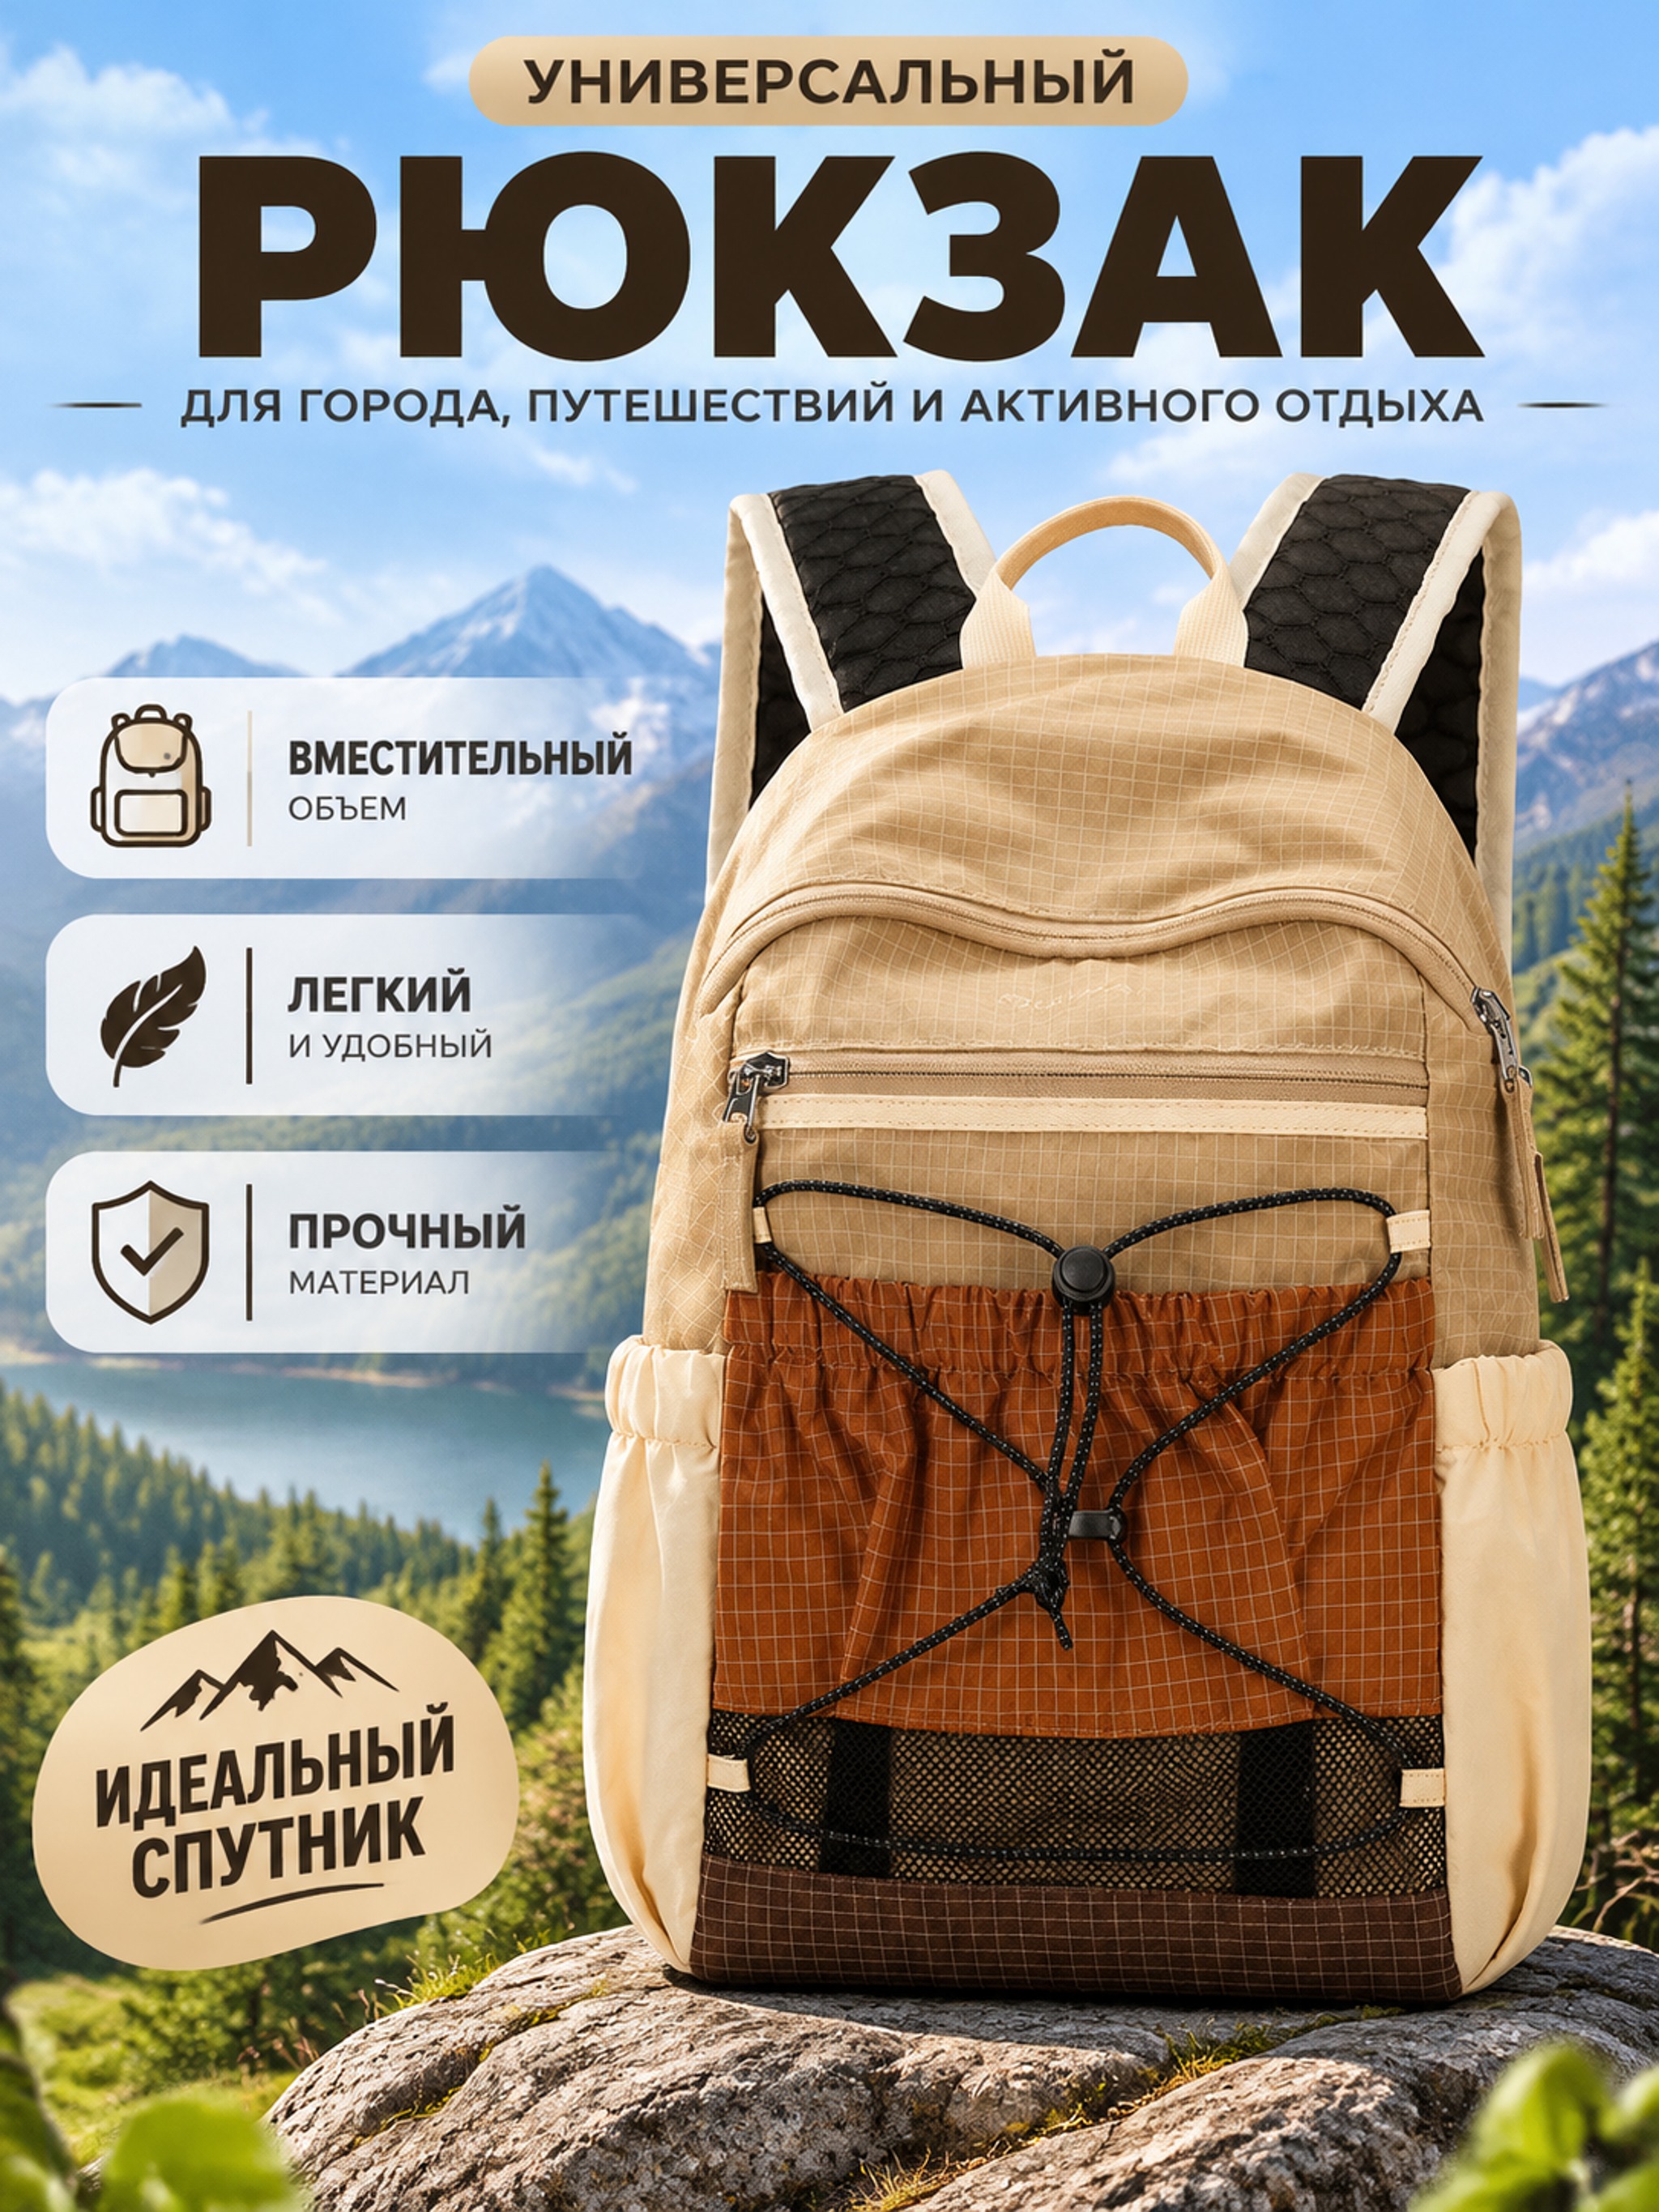 УНИВЕРСАЛЬНЫЙ
РЮКЗАК
ДЛЯ ГОРОДА, ПУТЕШЕСТВИЙ И АКТИВНОГО ОТДЫХА
ВМЕСТИТЕЛЬНЫЙ
ОБЪЕМ
ЛЕГКИЙ
И УДОБНЫЙ
ПРОЧНЫЙ
МАТЕРИАЛ
ИДЕАЛЬНЫЙ
СПУТНИК